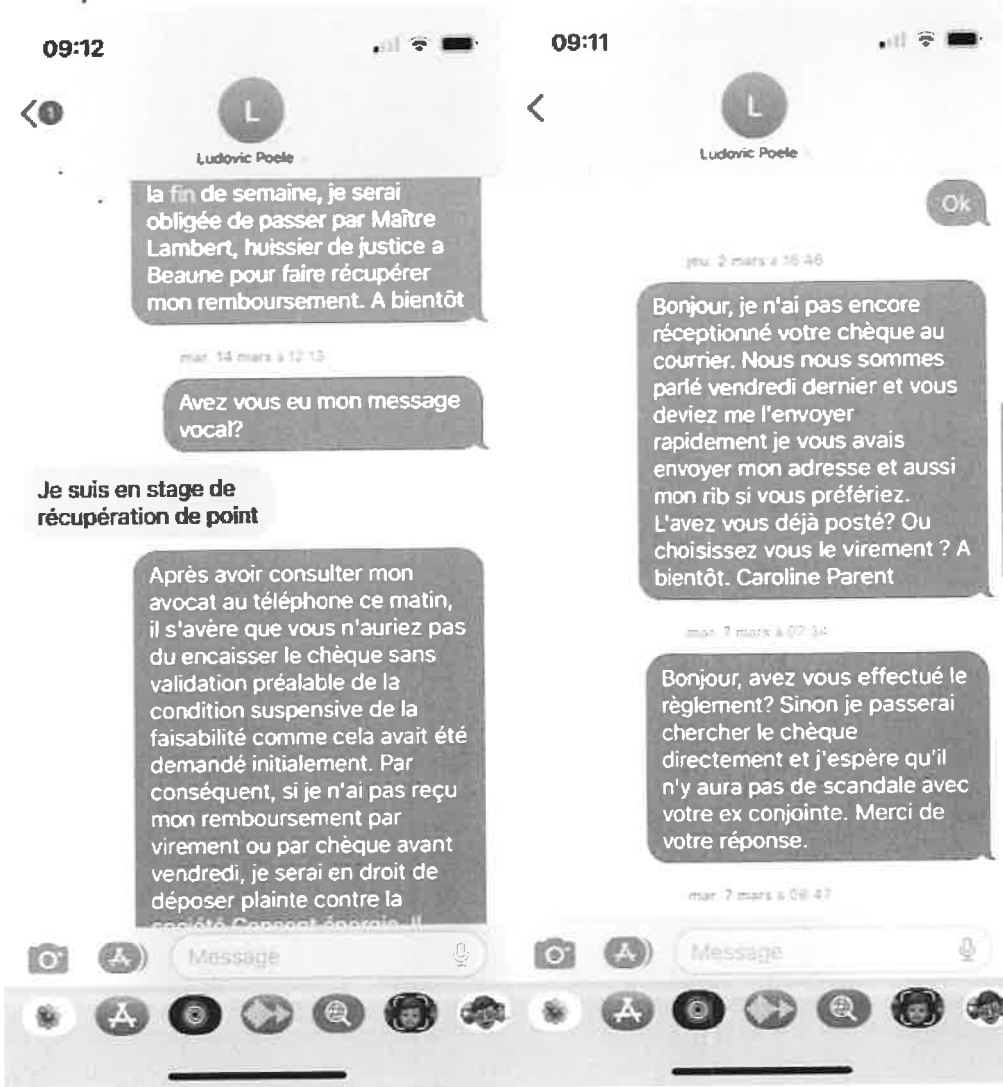 09:12
1
L
Ludovic Poele
la fin de semaine, je serai
obligée de passer par Maître
Lambert, huissier de justice a
Beaune pour faire récupérer
mon remboursement. A bientôt
mar. 14 mars à 12:13
Avez vous eu mon message
vocal?
Je suis en stage de
récupération de point
Après avoir consulter mon
avocat au téléphone ce matin,
il s'avère que vous n'auriez pas
du encaisser le chèque sans
validation préalable de la
condition suspensive de la
faisabilité comme cela avait été
demandé initialement. Par
conséquent, si je n'ai pas reçu
mon remboursement par
virement ou par chèque avant
vendredi, je serai en droit de
déposer plainte contre la
société
Message
09:11
L
Ludovic Poele
Ok
jeu. 2 mars à 16:46
Bonjour, je n'ai pas encore
réceptionné votre chèque au
courrier. Nous nous sommes
parlé vendredi dernier et vous
deviez me l'envoyer
rapidement je vous avais
envoyer mon adresse et aussi
mon rib si vous préfériez.
L'avez vous déjà posté? Ou
choisissez vous le virement ? A
bientôt. Caroline Parent
mar. 7 mars à 07:34
Bonjour, avez vous effectué le
règlement? Sinon je passerai
chercher le chèque
directement et j'espère qu'il
n'y aura pas de scandale avec
votre ex conjointe. Merci de
votre réponse.
mar. 7 mars à 08:47
Message